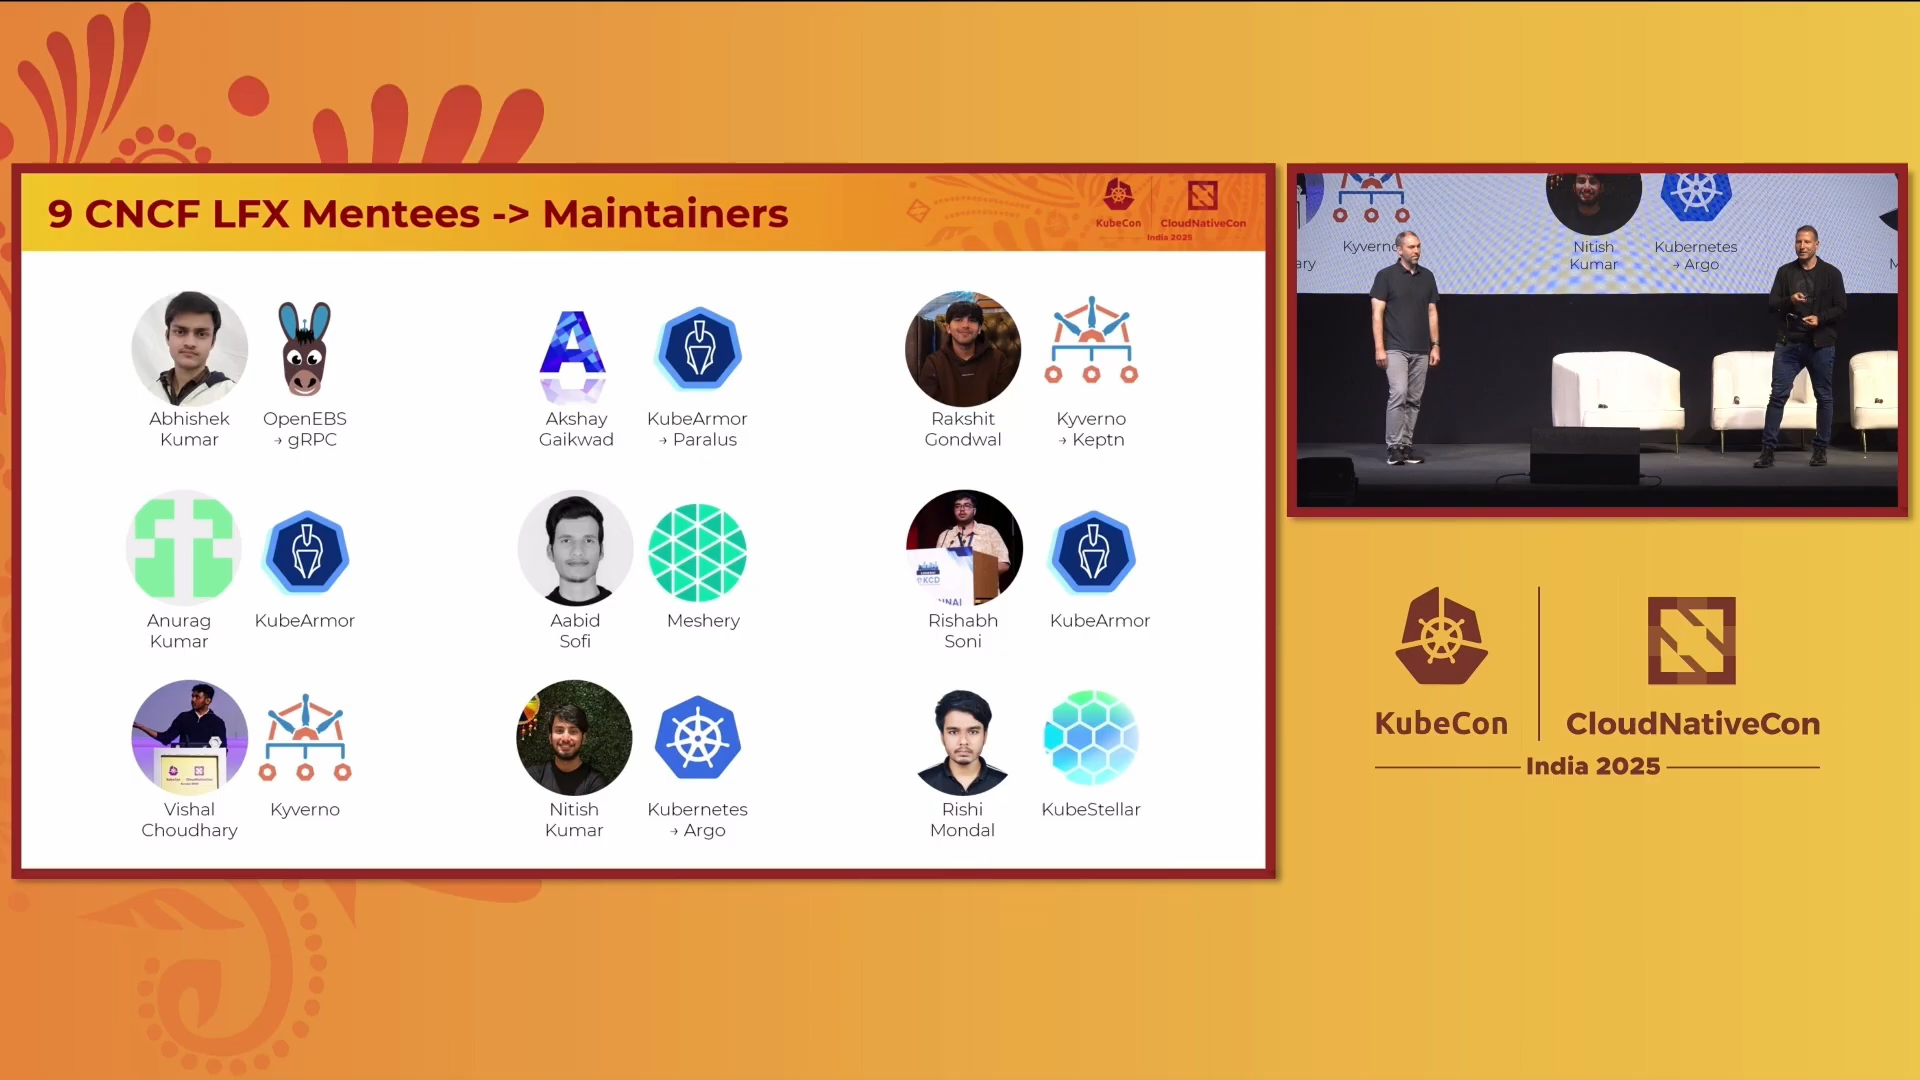 9 CNCF LFX Mentees -> Maintainers
KubeCon
CloudNativeCon
India 2025
Abhishek
Kumar
OpenEBS
→ gRPC
Akshay
Gaikwad
KubeArmor
→ Paralus
Rakshit
Gondwal
Kyverno
→ Keptn
Anurag
Kumar
KubeArmor
Aabid
Sofi
Meshery
Rishabh
Soni
KubeArmor
KCD
Vishal
Choudhary
Kyverno
Nitish
Kumar
Kubernetes
→ Argo
Rishi
Mondal
KubeStellar
Kyverno
Nitish
Kumar
Kubernetes
→ Argo
KubeCon
CloudNativeCon
India 2025